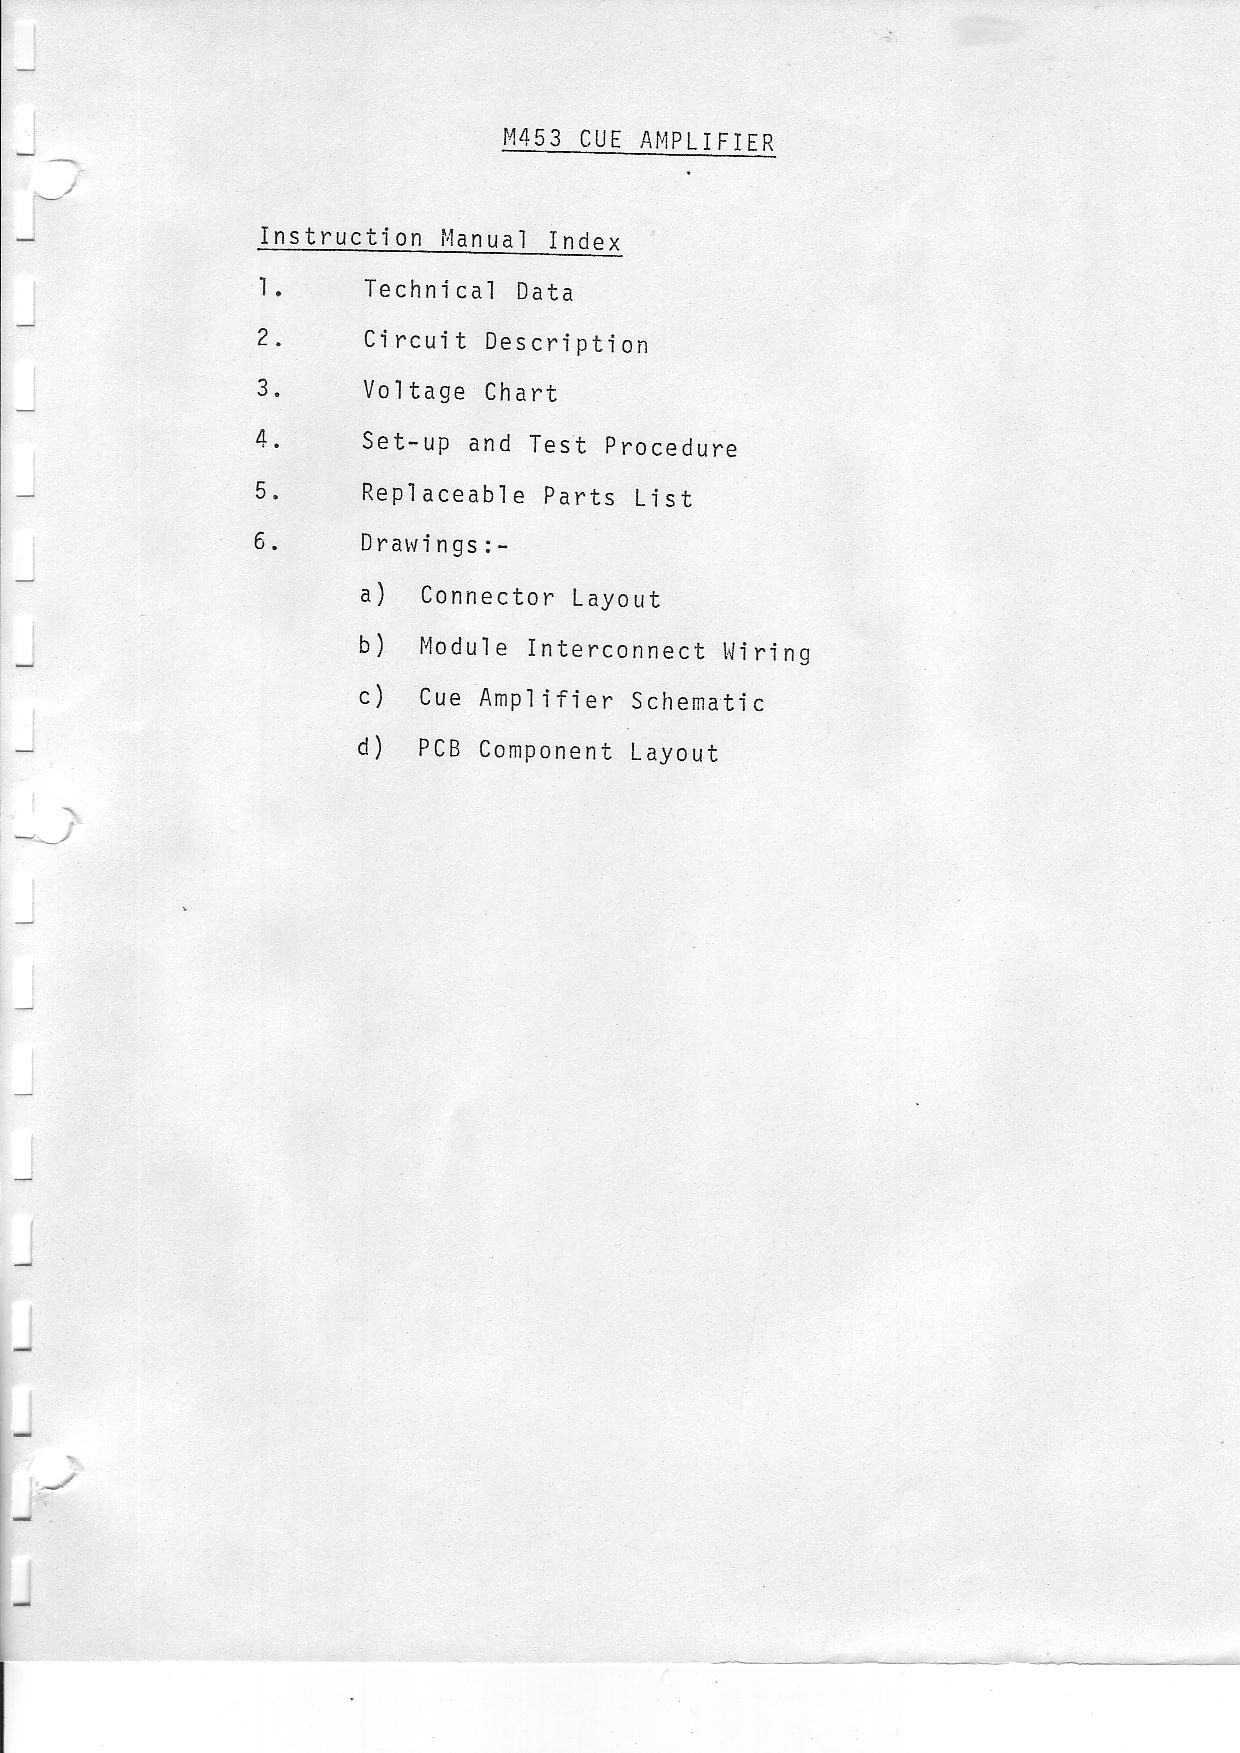 M453 CUE AMPLIFIER
Instruction Manual Index
1. Technical Data
2. Circuit Description
3. Voltage Chart
4. Set-up and Test Procedure
5. Replaceable Parts List
6. Drawings:-
a) Connector Layout
b) Module Interconnect Wiring
c) Cue Amplifier Schematic
d) PCB Component Layout